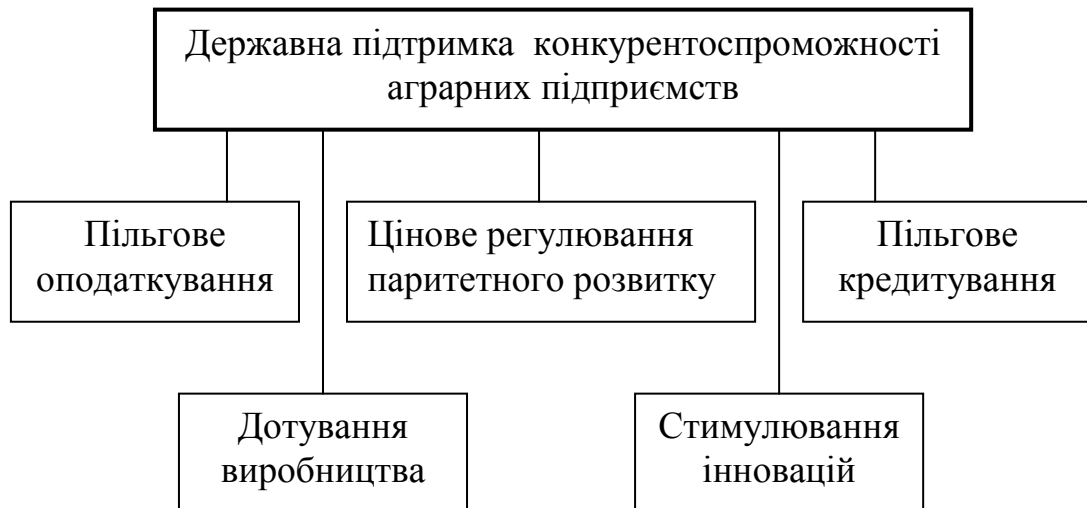 Державна підтримка конкурентоспроможності
аграрних підприємств
Пільгове
оподаткування
Цінове регулювання
паритетного розвитку
Пільгове
кредитування
Дотування
виробництва
Стимулювання
інновацій